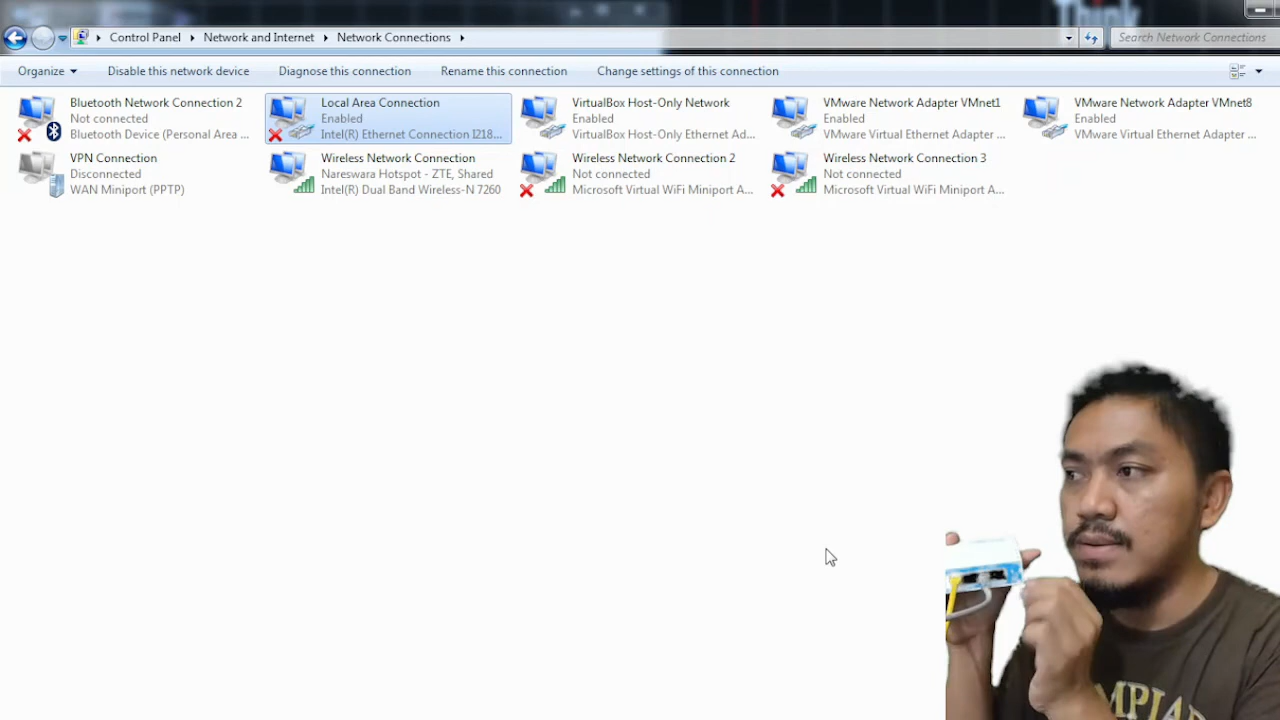 Think
Control Panel Network and Internet Network Connections
Search Network Connections
Organize Disable this network device Diagnose this connection Rename this connection Change settings of this connection
Bluetooth Network Connection 2
Not connected
Bluetooth Device (Personal Area ...
Local Area Connection
Enabled
Intel(R) Ethernet Connection I218...
VirtualBox Host-Only Network
Enabled
VirtualBox Host-Only Ethernet Ad...
VMware Network Adapter VMnet1
Enabled
VMware Virtual Ethernet Adapter ...
VMware Network Adapter VMnet8
Enabled
VMware Virtual Ethernet Adapter ...
VPN Connection
Disconnected
WAN Miniport (PPTP)
Wireless Network Connection
Nareswara Hotspot - ZTE, Shared
Intel(R) Dual Band Wireless-N 7260
Wireless Network Connection 2
Not connected
Microsoft Virtual WiFi Miniport A...
Wireless Network Connection 3
Not connected
Microsoft Virtual WiFi Miniport A...